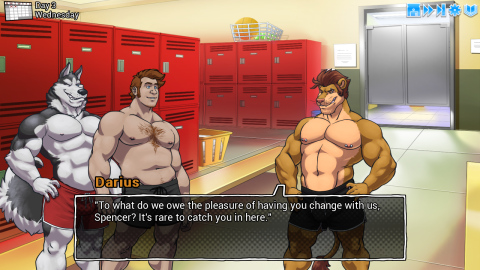 Day 3
Wednesday
Darius
"To what do we owe the pleasure of having you change with us,
Spencer? It's rare to catch you in here."